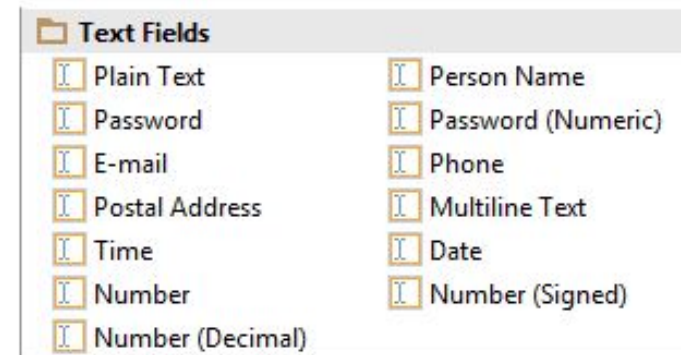 Text Fields
Plain Text Person Name
Password Password (Numeric)
E-mail Phone
Postal Address Multiline Text
Time Date
Number Number (Signed)
Number (Decimal)